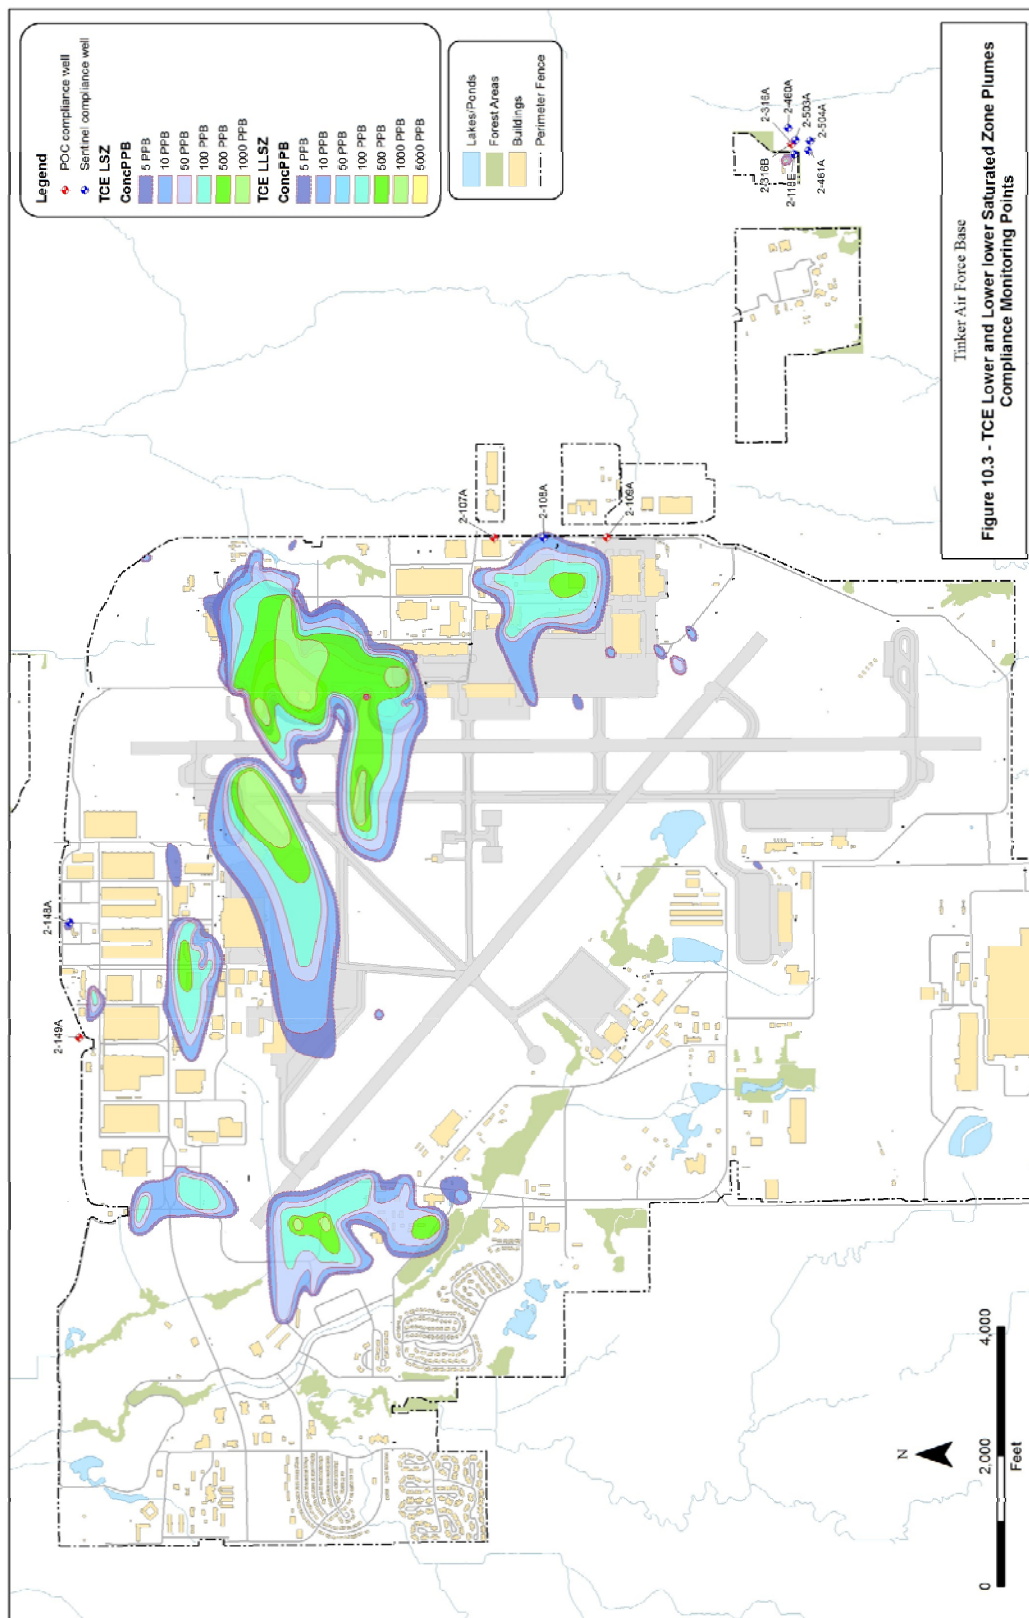 Legend
POC compliance well
Sentinel compliance well
TCE LSZ
ConcPPB
5 PPB
10 PPB
50 PPB
100 PPB
500 PPB
1000 PPB
TCE LLSZ
ConcPPB
5 PPB
10 PPB
50 PPB
100 PPB
500 PPB
1000 PPB
5000 PPB
Lakes/Ponds
Forest Areas
Buildings
Perimeter Fence
2-149A
2-148A
2-107A
2-108A
2-109A
2-316B
2-118E
2-461A
2-316A
2-460A
2-503A
2-504A
N
0
2,000
4,000
Feet
Tinker Air Force Base
Figure 10.3 - TCE Lower and Lower lower Saturated Zone Plumes
Compliance Monitoring Points